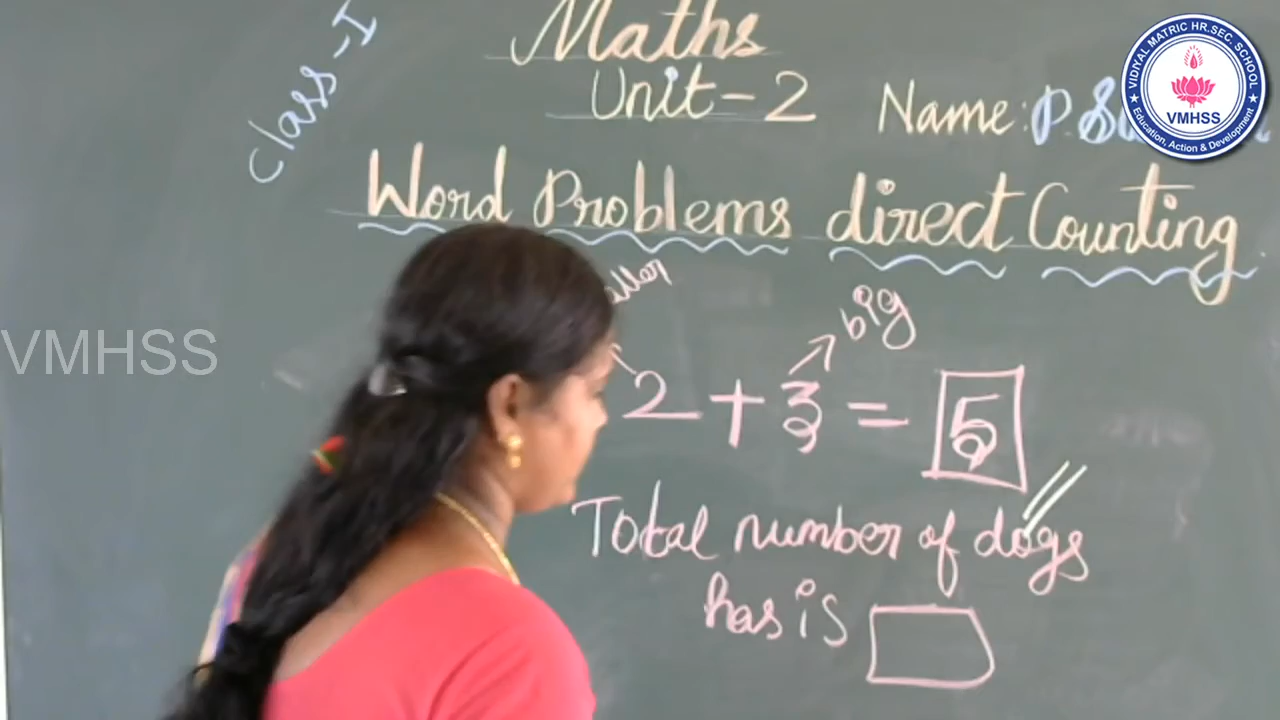 Class-I
Maths
Unit-2
Name: P.
Word Problems direct Counting
big
2 + 3 = 5
Total number of dogs
has is
VMHSS
VIDIYAL MATRIC HR.SEC. SCHOOL
VMHSS
Education, Action & Development